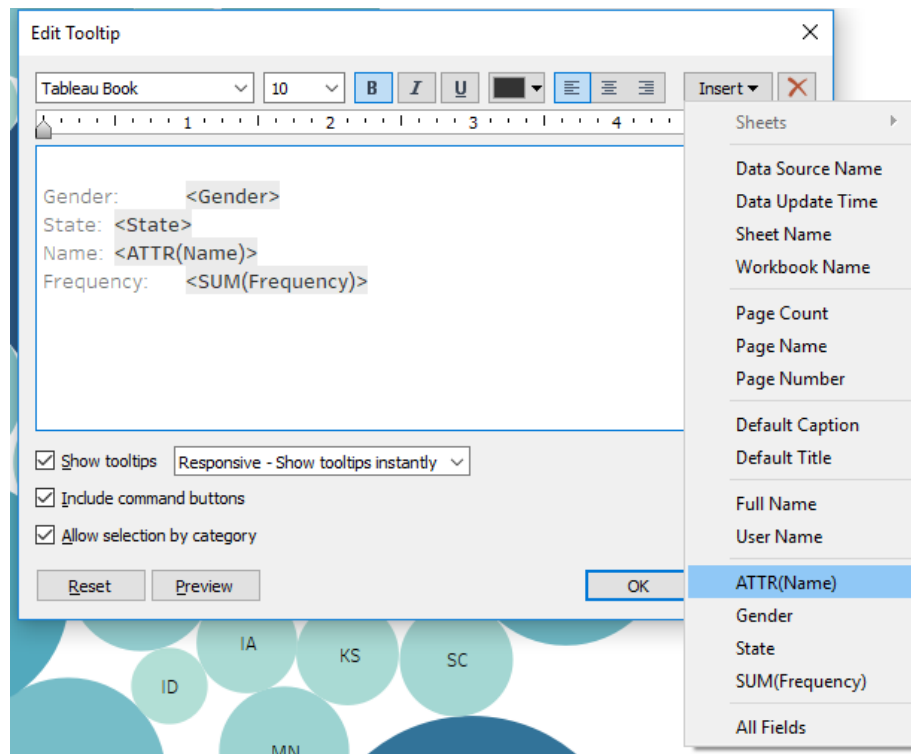 Edit Tooltip
Tableau Book 10 B I U Insert
1 2 3 4
Gender: <Gender>
State: <State>
Name: <ATTR(Name)>
Frequency: <SUM(Frequency)>
Show tooltips Responsive - Show tooltips instantly
Include command buttons
Allow selection by category
Reset Preview OK
Sheets
Data Source Name
Data Update Time
Sheet Name
Workbook Name
Page Count
Page Name
Page Number
Default Caption
Default Title
Full Name
User Name
ATTR(Name)
Gender
State
SUM(Frequency)
All Fields
IA KS SC
ID
MN